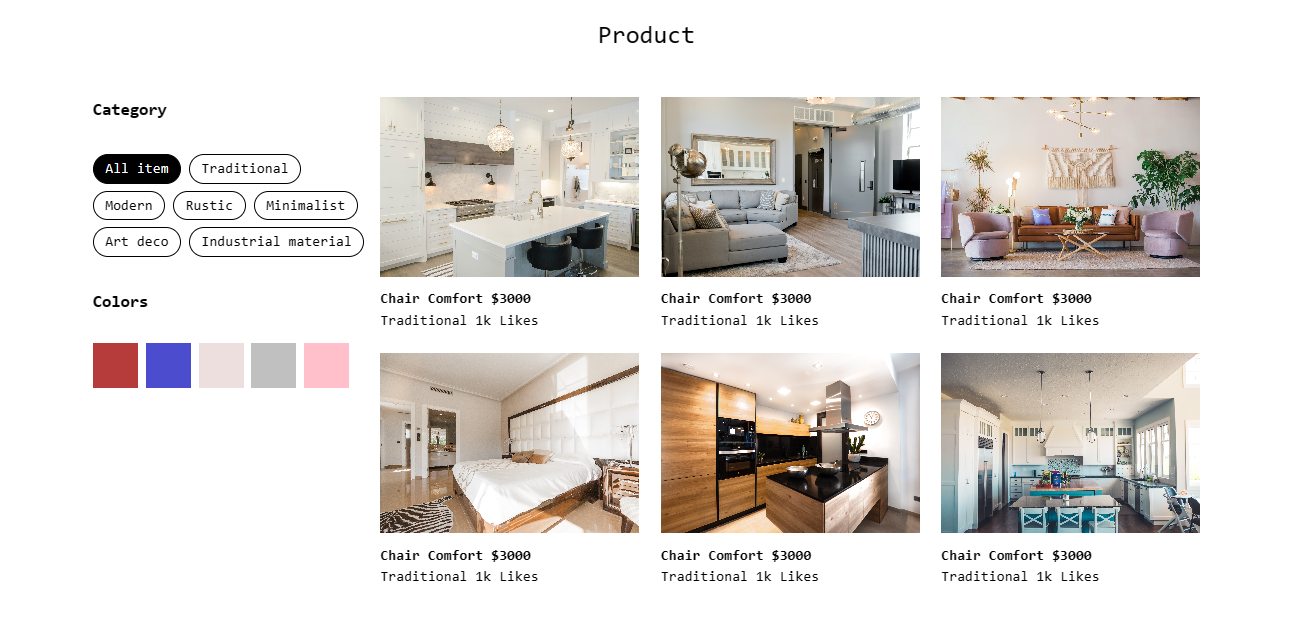 Product
Category
All item
Traditional
Modern
Rustic
Minimalist
Art deco
Industrial material
Colors
Chair Comfort $3000
Traditional 1k Likes
Chair Comfort $3000
Traditional 1k Likes
Chair Comfort $3000
Traditional 1k Likes
Chair Comfort $3000
Traditional 1k Likes
Chair Comfort $3000
Traditional 1k Likes
Chair Comfort $3000
Traditional 1k Likes